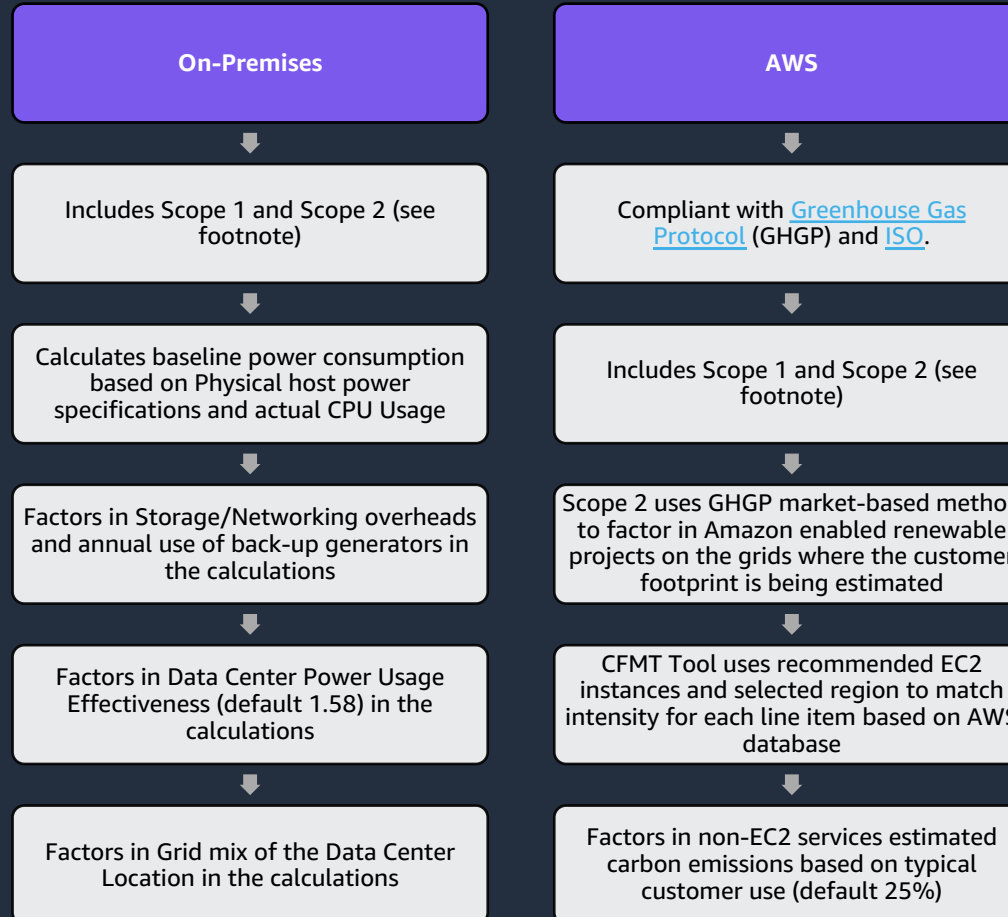 On-Premises
Includes Scope 1 and Scope 2 (see
footnote)
Calculates baseline power consumption
based on Physical host power
specifications and actual CPU Usage
Factors in Storage/Networking overheads
and annual use of back-up generators in
the calculations
Factors in Data Center Power Usage
Effectiveness (default 1.58) in the
calculations
Factors in Grid mix of the Data Center
Location in the calculations
AWS
Compliant with Greenhouse Gas
Protocol (GHGP) and ISO.
Includes Scope 1 and Scope 2 (see
footnote)
Scope 2 uses GHGP market-based metho
to factor in Amazon enabled renewable
projects on the grids where the customer
footprint is being estimated
CFMT Tool uses recommended EC2
instances and selected region to match
intensity for each line item based on AWS
database
Factors in non-EC2 services estimated
carbon emissions based on typical
customer use (default 25%)